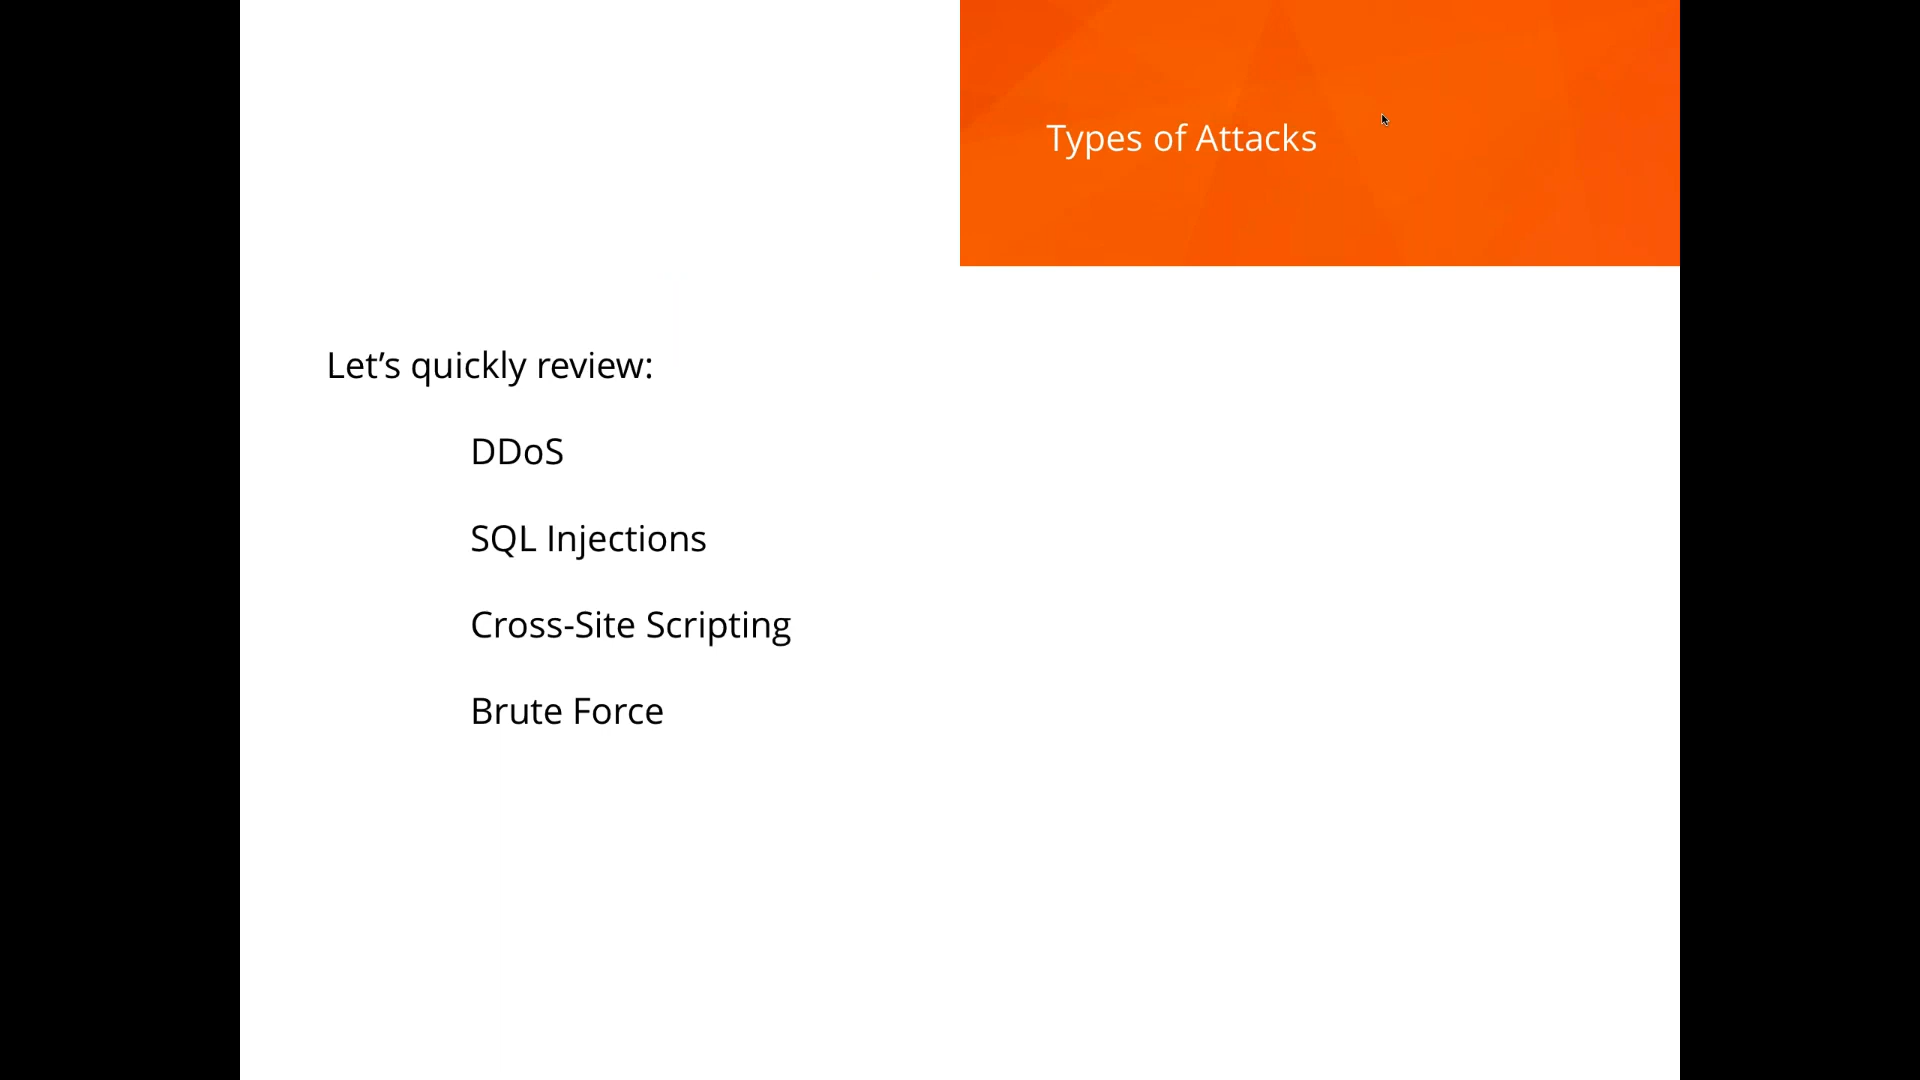 Types of Attacks
Let’s quickly review:
DDoS
SQL Injections
Cross-Site Scripting
Brute Force